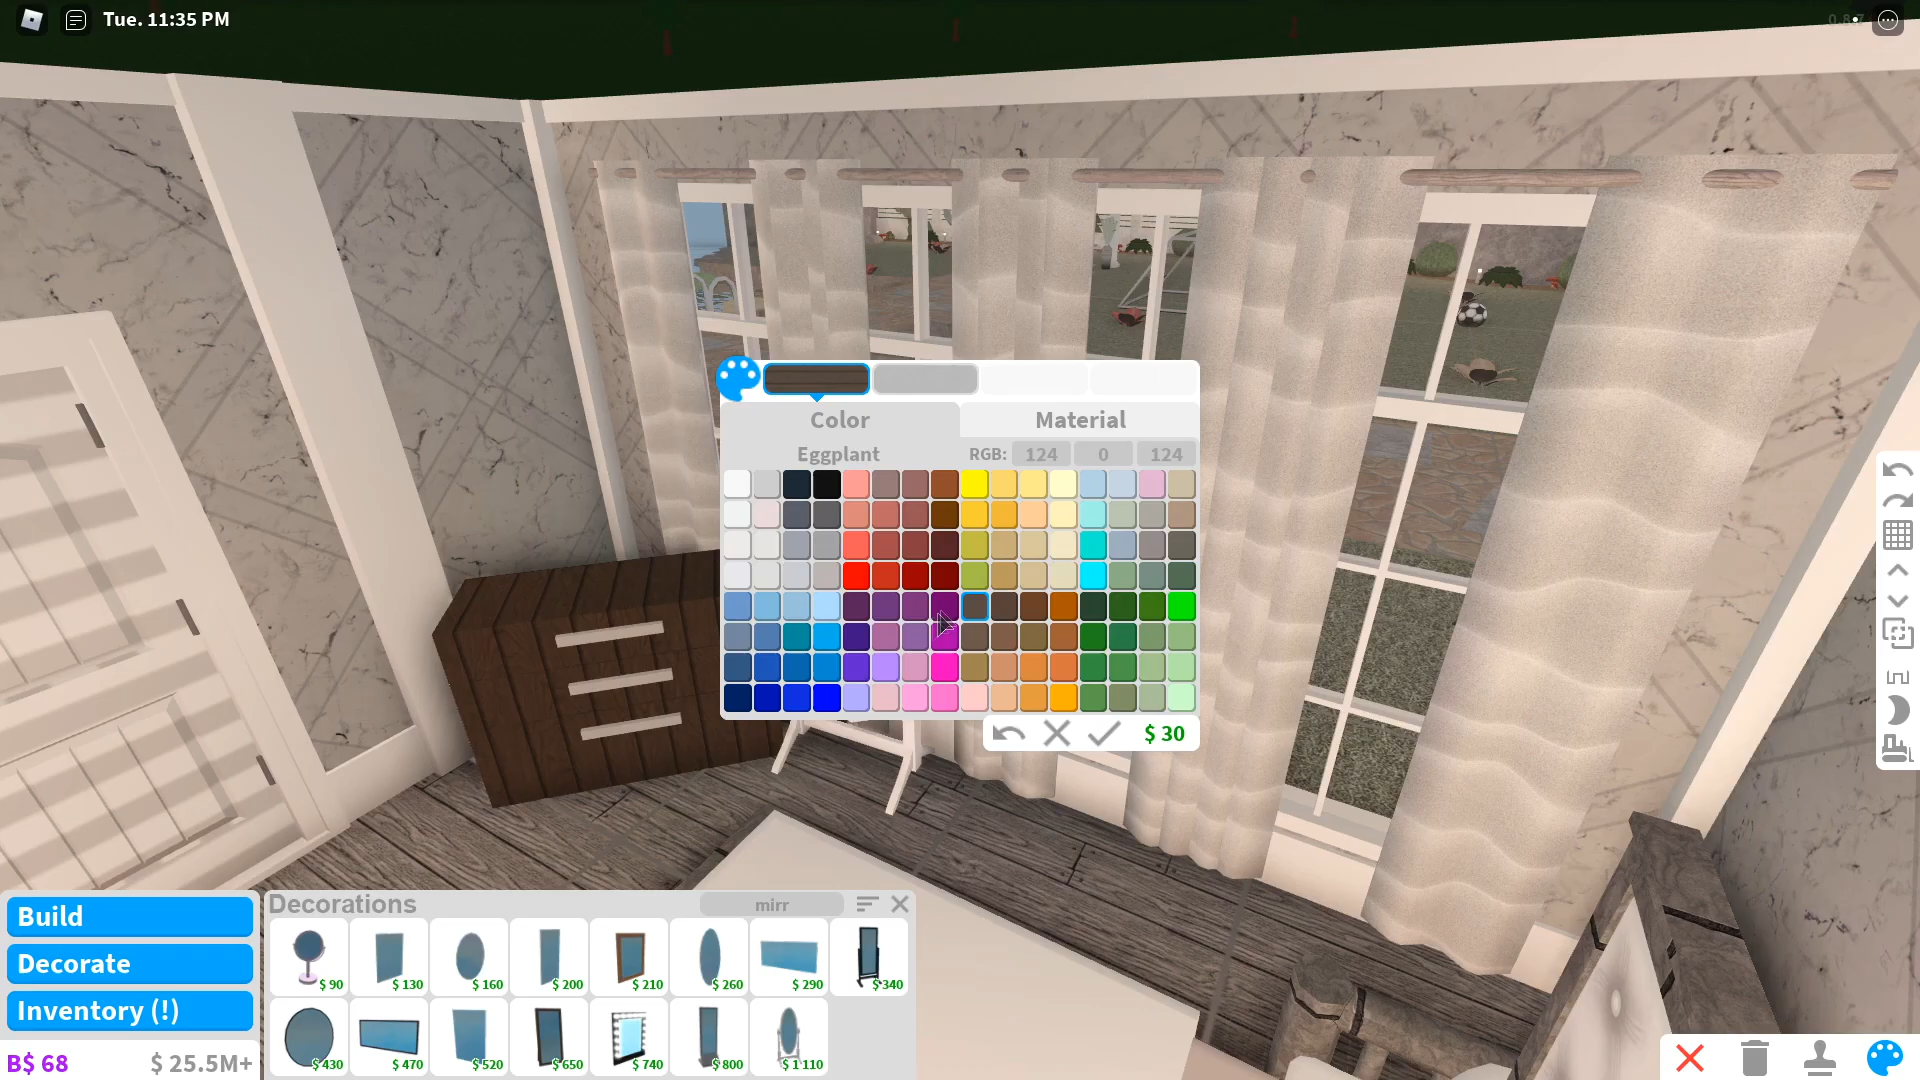 Tue. 11:35 PM
Color
Material
Eggplant
RGB: 124 0 124
$ 30
Build
Decorate
Inventory (!)
B$ 68
$ 25.5M+
Decorations
mirr
$ 90
$ 130
$ 160
$ 200
$ 210
$ 260
$ 290
$ 340
$ 430
$ 470
$ 520
$ 650
$ 740
$ 800
$ 1 110